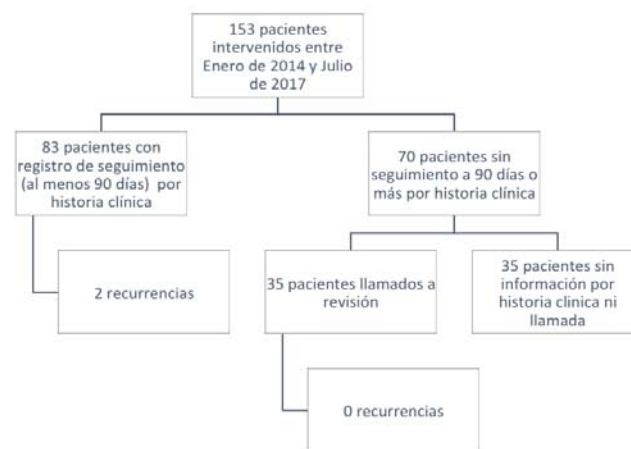 153 pacientes
intervenidos entre
Enero de 2014 y Julio
de 2017
83 pacientes con
registro de seguimiento
(al menos 90 días) por
historia clínica
70 pacientes sin
seguimiento a 90 días o
más por historia clínica
2 recurrencias
35 pacientes llamados a
revisión
35 pacientes sin
información por
historia clinica ni
llamada
0 recurrencias